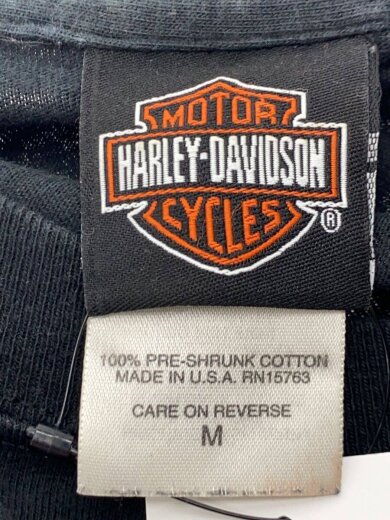 MOTOR
HARLEY-DAVIDSON
CYCLES
®
100% PRE-SHRUNK COTTON
MADE IN U.S.A. RN15763
CARE ON REVERSE
M